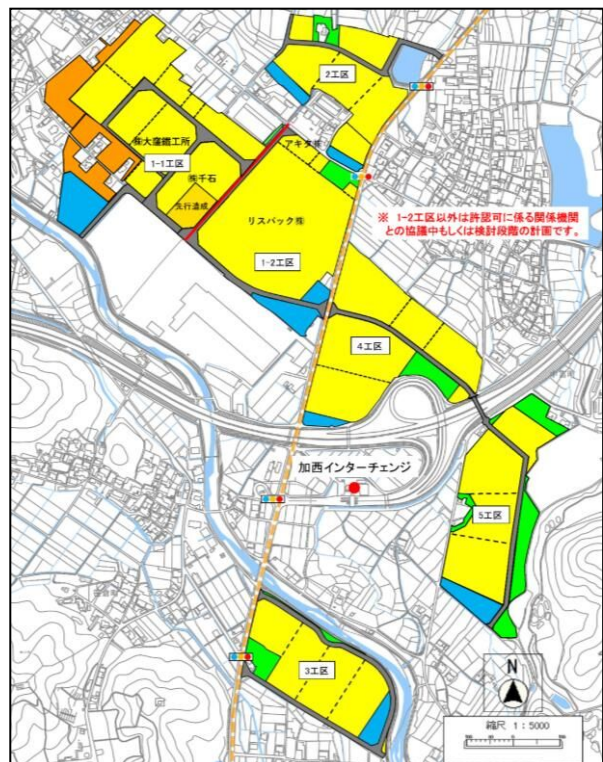 2工区
㈱大窪鐵工所
1-1工区
㈱千石
先行造成
アキタ㈱
リスパック㈱
1-2工区
※ 1-2工区以外は許認可に係る関係機関
との協議中もしくは検討段階の計画です。
4工区
加西インターチェンジ
5工区
3工区
N
縮尺 1：5000